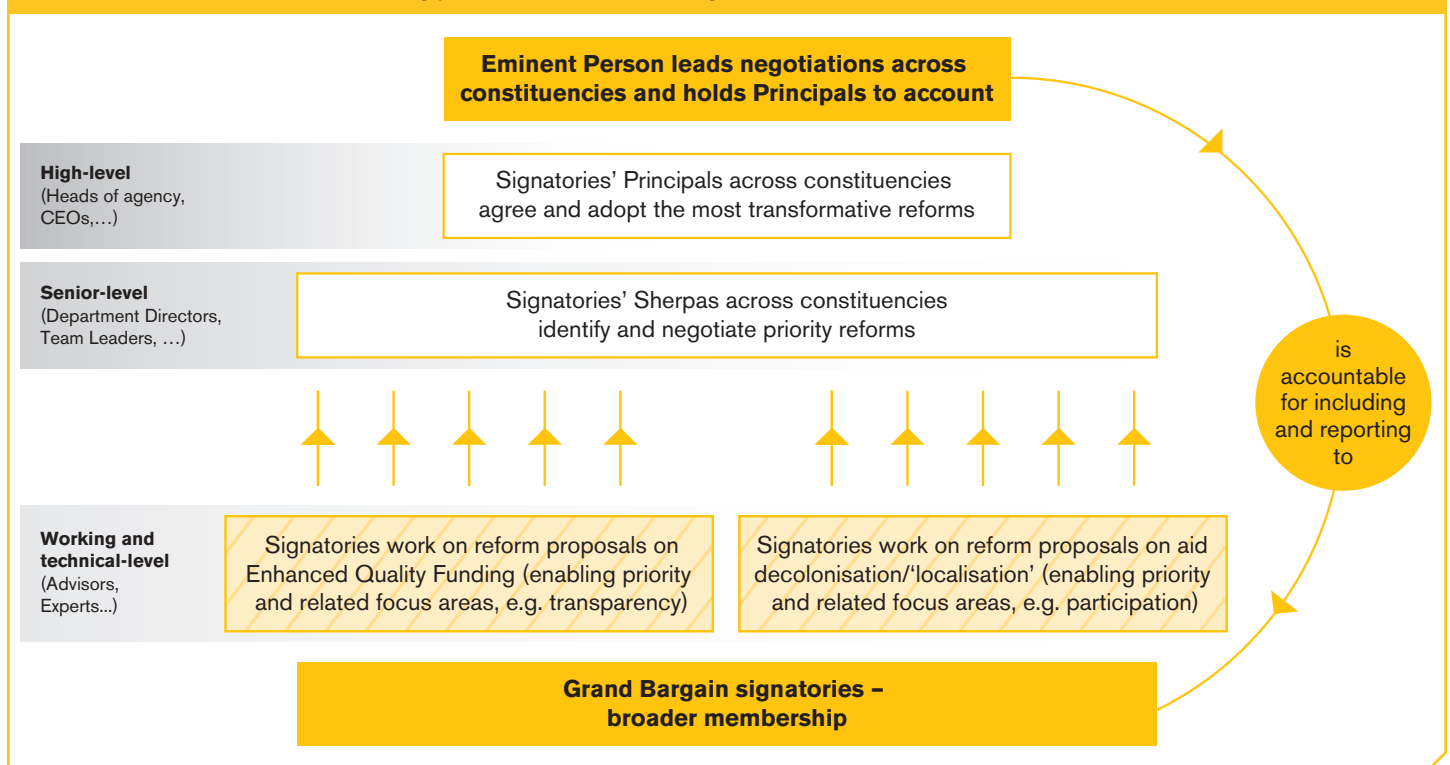 Eminent Person leads negotiations across
constituencies and holds Principals to account
High-level
(Heads of agency,
CEOs,…)
Signatories’ Principals across constituencies
agree and adopt the most transformative reforms
Senior-level
(Department Directors,
Team Leaders, …)
Signatories’ Sherpas across constituencies
identify and negotiate priority reforms
is
accountable
for including
and reporting
to
Working and
technical-level
(Advisors,
Experts...)
Signatories work on reform proposals on
Enhanced Quality Funding (enabling priority
and related focus areas, e.g. transparency)
Signatories work on reform proposals on aid
decolonisation/‘localisation’ (enabling priority
and related focus areas, e.g. participation)
Grand Bargain signatories –
broader membership